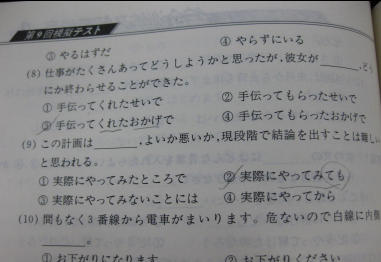 第9回模擬テスト
③ やるはずだ ④ やらずにいる
(8) 仕事がたくさんあってどうしようかと思ったが,彼女が______,どう
にか終わらせることができた。
① 手伝ってくれたせいで ② 手伝ってもらったせいで
③ 手伝ってくれたおかげで ④ 手伝ってもらったおかげで
(9) この計画は______,よいか悪いか,現段階で結論を出すことは難しい
と思われる。
① 実際にやってみたところで ② 実際にやってみても
③ 実際にやってみないことには ④ 実際にやってから
(10) 間もなく3番線から電車がまいります。危ないので白線に内側
______。
① お下がりになります ② お下がりください